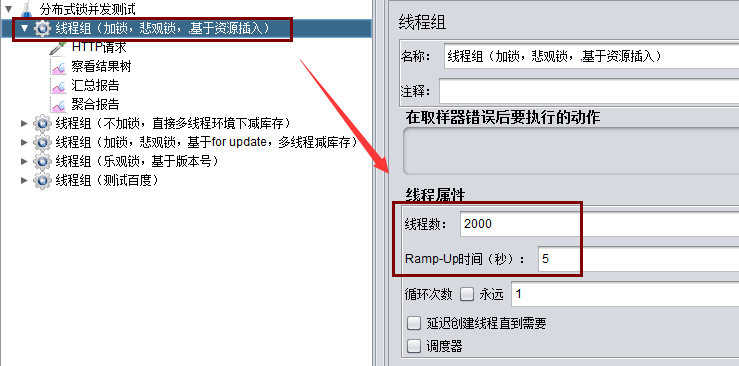 分布式锁并发测试
线程组（加锁，悲观锁，基于资源插入）
HTTP请求
察看结果树
汇总报告
聚合报告
线程组（不加锁，直接多线程环境下减库存）
线程组（加锁，悲观锁，基于for update，多线程减库存）
线程组（乐观锁，基于版本号）
线程组（测试百度）
线程组
名称： 线程组（加锁，悲观锁，基于资源插入）
注释：
在取样器错误后要执行的动作
线程属性
线程数： 2000
Ramp-Up时间（秒）： 5
循环次数 永远 1
延迟创建线程直到需要
调度器